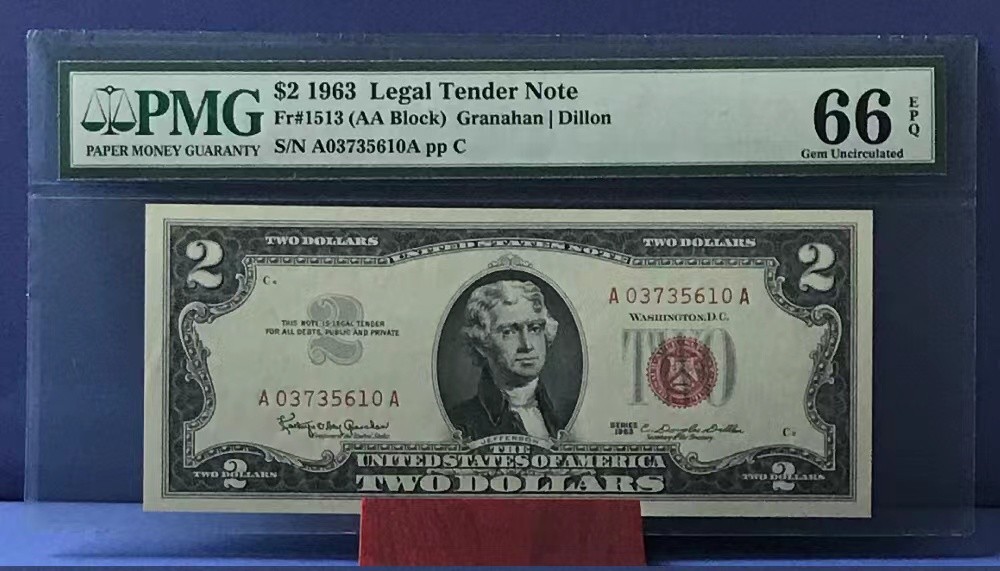 PMG
PAPER MONEY GUARANTY
$2 1963 Legal Tender Note
Fr#1513 (AA Block) Granahan | Dillon
S/N A03735610A pp C
66
EPQ
Gem Uncirculated
2
TWO DOLLARS
UNITED STATES NOTE
TWO DOLLARS
2
THIS NOTE IS LEGAL TENDER
FOR ALL DEBTS, PUBLIC AND PRIVATE
2
A 03735610 A
WASHINGTON, D.C.
TWO
A 03735610 A
SERIES
1963
JEFFERSON
THE
UNITED STATES OF AMERICA
TWO DOLLARS
2
TWO DOLLARS
2
TWO DOLLARS